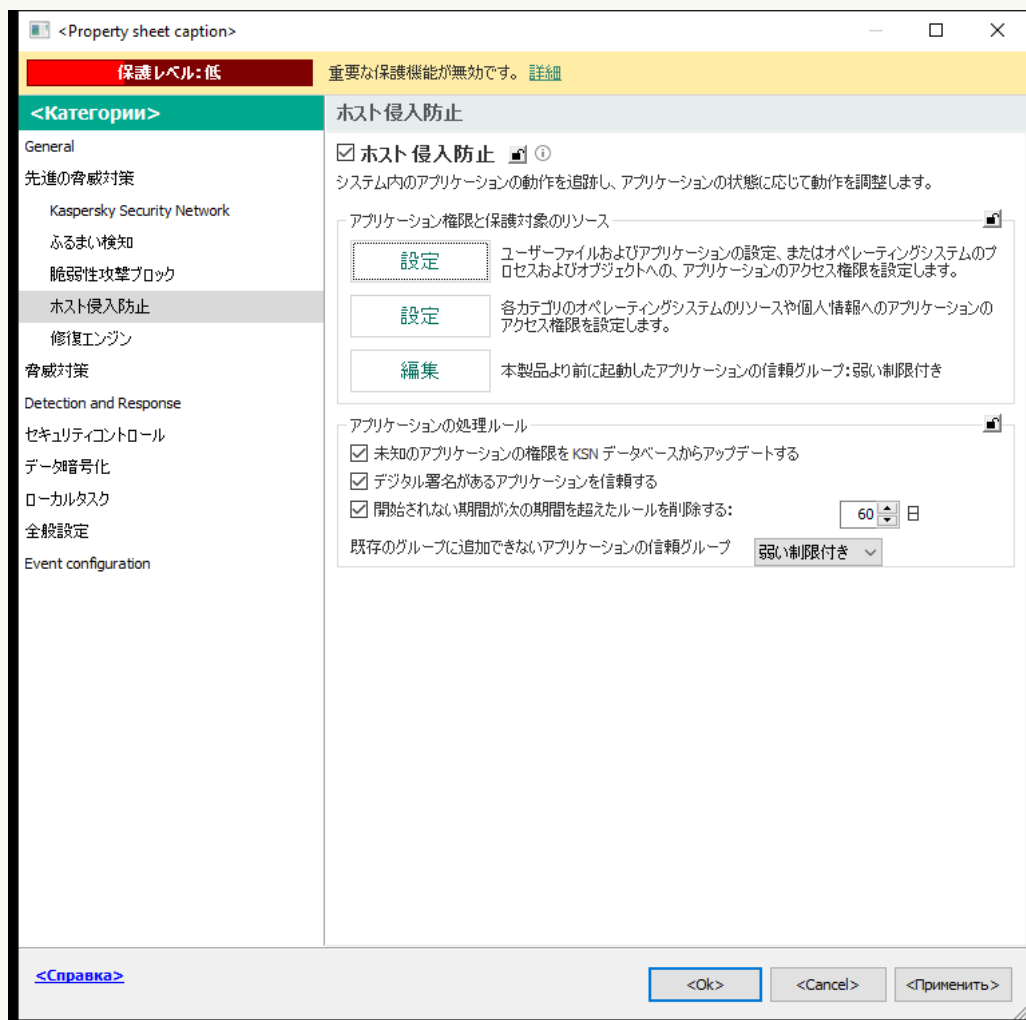 <Property sheet caption>
保護レベル: 低
重要な保護機能が無効です。 詳細
<Категории>
General
先進の脅威対策
Kaspersky Security Network
ふるまい検知
脆弱性攻撃ブロック
ホスト侵入防止
修復エンジン
脅威対策
Detection and Response
セキュリティコントロール
データ暗号化
ローカルタスク
全般設定
Event configuration
ホスト侵入防止
ホスト侵入防止
システム内のアプリケーションの動作を追跡し、アプリケーションの状態に応じて動作を調整します。
アプリケーション権限と保護対象のリソース
設定
ユーザーファイルおよびアプリケーションの設定、またはオペレーティングシステムのプ
ロセスおよびオブジェクトへの、アプリケーションのアクセス権限を設定します。
設定
各カテゴリのオペレーティングシステムのリソースや個人情報へのアプリケーションの
アクセス権限を設定します。
編集
本製品より前に起動したアプリケーションの信頼グループ: 弱い制限付き
アプリケーションの処理ルール
未知のアプリケーションの権限を KSN データベースからアップデートする
デジタル署名があるアプリケーションを信頼する
開始されない期間が次の期間を超えたルールを削除する: 60 日
既存のグループに追加できないアプリケーションの信頼グループ 弱い制限付き
<Справка>
<Ok> <Cancel> <Применить>